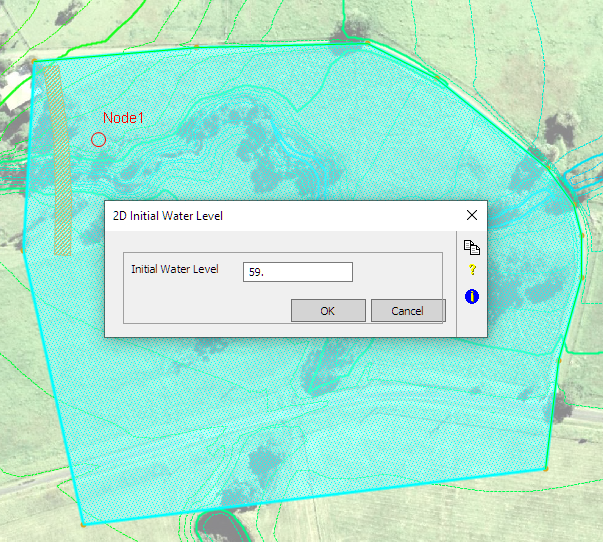 Node1
2D Initial Water Level
Initial Water Level 59.
OK Cancel